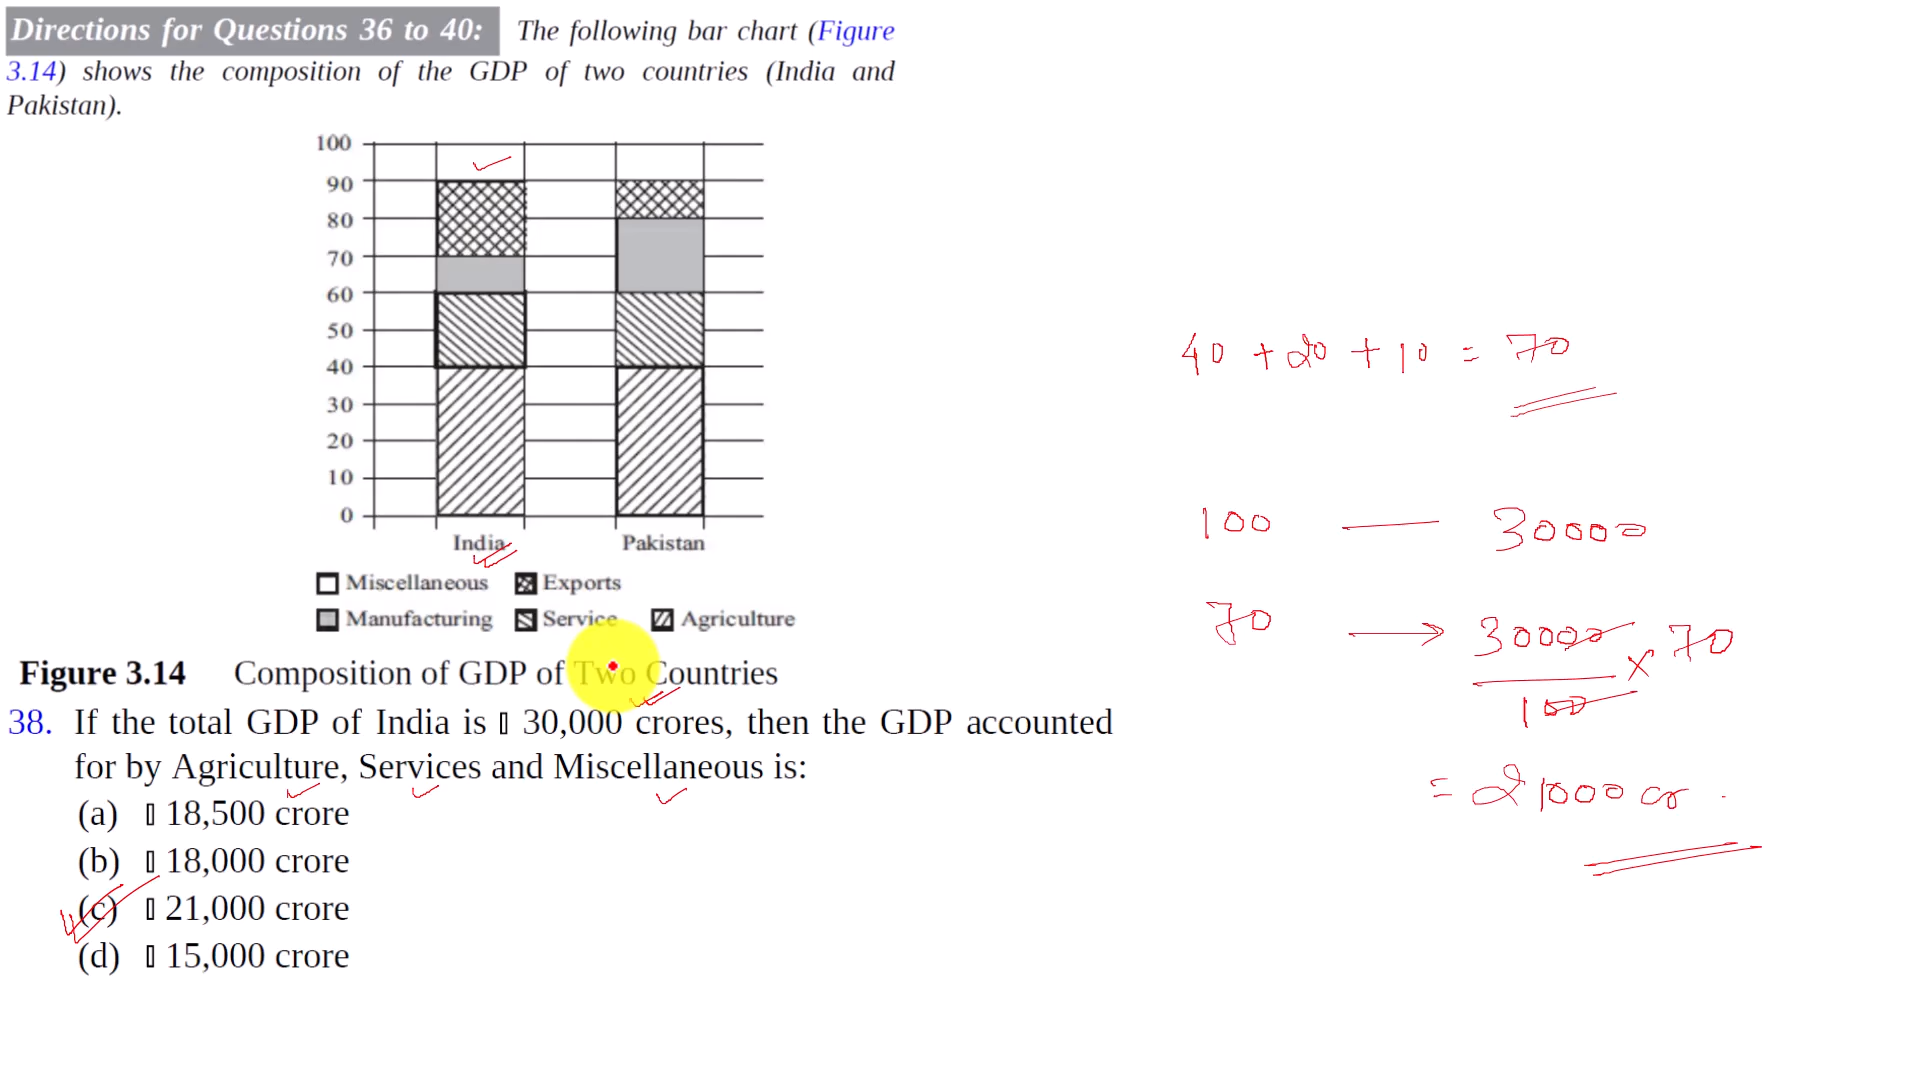 Directions for Questions 36 to 40: The following bar chart (Figure
3.14) shows the composition of the GDP of two countries (India and
Pakistan).
100
90
80
70
60
50
40
30
20
10
0
India Pakistan
Miscellaneous Exports
Manufacturing Service Agriculture
Figure 3.14 Composition of GDP of Two Countries
38. If the total GDP of India is ▯ 30,000 crores, then the GDP accounted
for by Agriculture, Services and Miscellaneous is:
(a) ▯ 18,500 crore
(b) ▯ 18,000 crore
(c) ▯ 21,000 crore
(d) ▯ 15,000 crore
40 + 20 + 10 = 70
100 — 30000
70 → 30000 × 70
100
= 21000 cr.